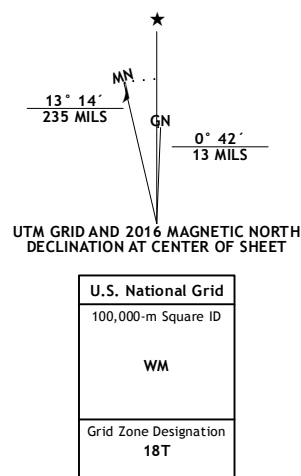 ★
MN
GN
13° 14´
235 MILS
0° 42´
13 MILS
UTM GRID AND 2016 MAGNETIC NORTH
DECLINATION AT CENTER OF SHEET
U.S. National Grid
100,000-m Square ID
WM
Grid Zone Designation
18T